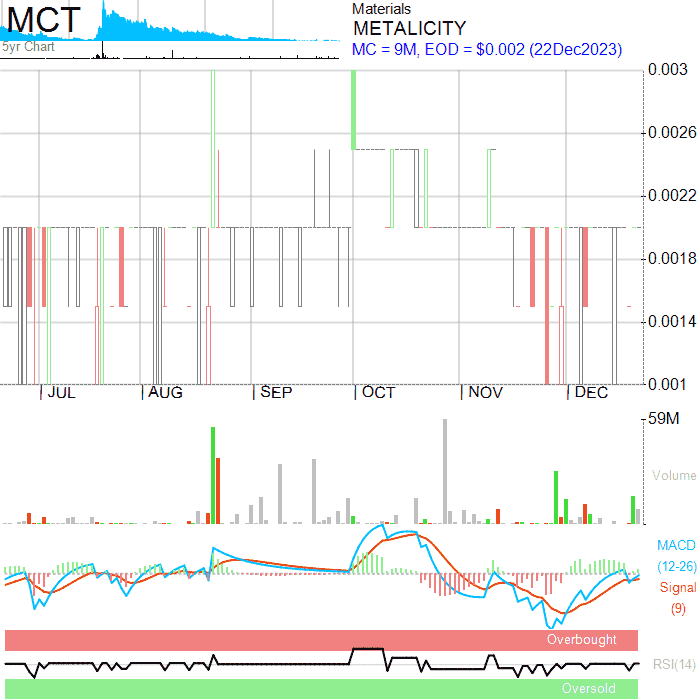 MCT
5yr Chart
Materials
METALICITY
MC = 9M, EOD = $0.002 (22Dec2023)
0.003
0.0026
0.0022
0.0018
0.0014
0.001
JUL AUG SEP OCT NOV DEC
59M
Volume
MACD
(12-26)
Signal
(9)
Overbought
RSI(14)
Oversold